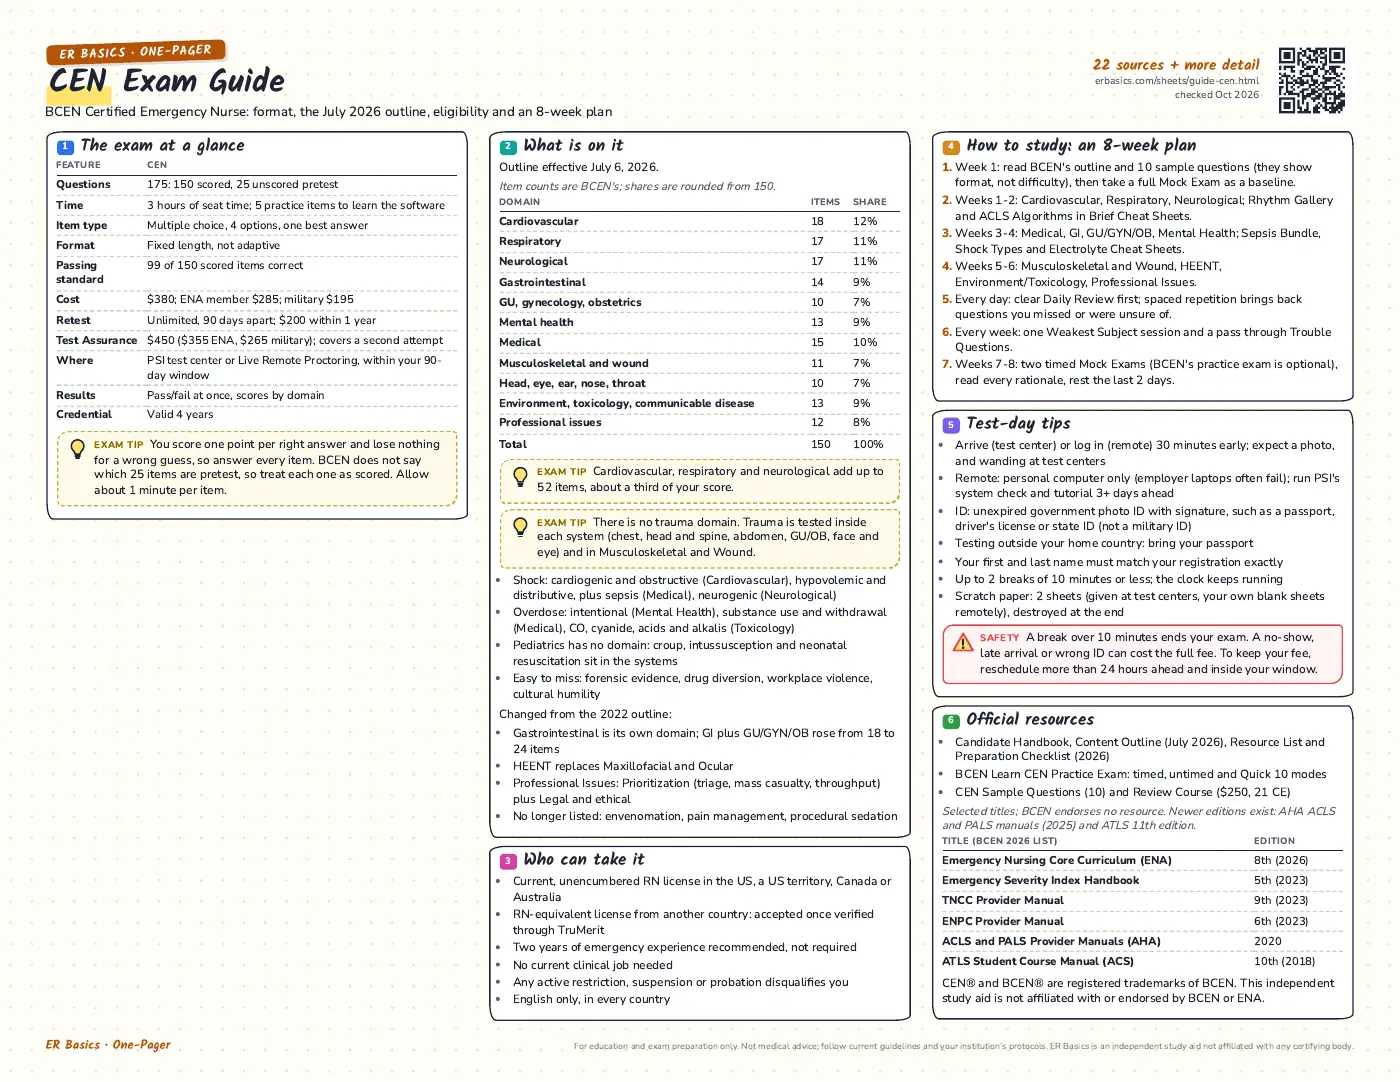 ER BASICS · ONE-PAGER
CEN Exam Guide
BCEN Certified Emergency Nurse: format, the July 2026 outline, eligibility and an 8-week plan
22 sources + more detail
erbasics.com/sheets/guide-cen.html
checked Oct 2026
1 The exam at a glance
FEATURE CEN
Questions 175: 150 scored, 25 unscored pretest
Time 3 hours of seat time; 5 practice items to learn the software
Item type Multiple choice, 4 options, one best answer
Format Fixed length, not adaptive
Passing standard 99 of 150 scored items correct
Cost $380; ENA member $285; military $195
Retest Unlimited, 90 days apart; $200 within 1 year
Test Assurance $450 ($355 ENA, $265 military); covers a second attempt
Where PSI test center or Live Remote Proctoring, within your 90-
day window
Results Pass/fail at once, scores by domain
Credential Valid 4 years
EXAM TIP You score one point per right answer and lose nothing
for a wrong guess, so answer every item. BCEN does not say
which 25 items are pretest, so treat each one as scored. Allow
about 1 minute per item.
2 What is on it
Outline effective July 6, 2026.
Item counts are BCEN's; shares are rounded from 150.
DOMAIN ITEMS SHARE
Cardiovascular 18 12%
Respiratory 17 11%
Neurological 17 11%
Gastrointestinal 14 9%
GU, gynecology, obstetrics 10 7%
Mental health 13 9%
Medical 15 10%
Musculoskeletal and wound 11 7%
Head, eye, ear, nose, throat 10 7%
Environment, toxicology, communicable disease 13 9%
Professional issues 12 8%
Total 150 100%
EXAM TIP Cardiovascular, respiratory and neurological add up to
52 items, about a third of your score.
EXAM TIP There is no trauma domain. Trauma is tested inside
each system (chest, head and spine, abdomen, GU/OB, face and
eye) and in Musculoskeletal and Wound.
• Shock: cardiogenic and obstructive (Cardiovascular), hypovolemic and
distributive, plus sepsis (Medical), neurogenic (Neurological)
• Overdose: intentional (Mental Health), substance use and withdrawal
(Medical), CO, cyanide, acids and alkalis (Toxicology)
• Pediatrics has no domain: croup, intussusception and neonatal
resuscitation sit in the systems
• Easy to miss: forensic evidence, drug diversion, workplace violence,
cultural humility
Changed from the 2022 outline:
• Gastrointestinal is its own domain; GI plus GU/GYN/OB rose from 18 to
24 items
• HEENT replaces Maxillofacial and Ocular
• Professional Issues: Prioritization (triage, mass casualty, throughput)
plus Legal and ethical
• No longer listed: envenomation, pain management, procedural sedation
3 Who can take it
• Current, unencumbered RN license in the US, a US territory, Canada or
Australia
• RN-equivalent license from another country: accepted once verified
through TruMerit
• Two years of emergency experience recommended, not required
• No current clinical job needed
• Any active restriction, suspension or probation disqualifies you
• English only, in every country
4 How to study: an 8-week plan
1. Week 1: read BCEN's outline and 10 sample questions (they show
format, not difficulty), then take a full Mock Exam as a baseline.
2. Weeks 1-2: Cardiovascular, Respiratory, Neurological; Rhythm Gallery
and ACLS Algorithms in Brief Cheat Sheets.
3. Weeks 3-4: Medical, GI, GU/GYN/OB, Mental Health; Sepsis Bundle,
Shock Types and Electrolyte Cheat Sheets.
4. Weeks 5-6: Musculoskeletal and Wound, HEENT,
Environment/Toxicology, Professional Issues.
5. Every day: clear Daily Review first; spaced repetition brings back
questions you missed or were unsure of.
6. Every week: one Weakest Subject session and a pass through Trouble
Questions.
7. Weeks 7-8: two timed Mock Exams (BCEN's practice exam is optional),
read every rationale, rest the last 2 days.
5 Test-day tips
• Arrive (test center) or log in (remote) 30 minutes early; expect a photo,
and wanding at test centers
• Remote: personal computer only (employer laptops often fail); run PSI's
system check and tutorial 3+ days ahead
• ID: unexpired government photo ID with signature, such as a passport,
driver's license or state ID (not a military ID)
• Testing outside your home country: bring your passport
• Your first and last name must match your registration exactly
• Up to 2 breaks of 10 minutes or less; the clock keeps running
• Scratch paper: 2 sheets (given at test centers, your own blank sheets
remotely), destroyed at the end
SAFETY A break over 10 minutes ends your exam. A no-show,
late arrival or wrong ID can cost the full fee. To keep your fee,
reschedule more than 24 hours ahead and inside your window.
6 Official resources
• Candidate Handbook, Content Outline (July 2026), Resource List and
Preparation Checklist (2026)
• BCEN Learn CEN Practice Exam: timed, untimed and Quick 10 modes
• CEN Sample Questions (10) and Review Course ($250, 21 CE)
Selected titles; BCEN endorses no resource. Newer editions exist: AHA ACLS
and PALS manuals (2025) and ATLS 11th edition.
TITLE (BCEN 2026 LIST) EDITION
Emergency Nursing Core Curriculum (ENA) 8th (2026)
Emergency Severity Index Handbook 5th (2023)
TNCC Provider Manual 9th (2023)
ENPC Provider Manual 6th (2023)
ACLS and PALS Provider Manuals (AHA) 2020
ATLS Student Course Manual (ACS) 10th (2018)
CEN® and BCEN® are registered trademarks of BCEN. This independent
study aid is not affiliated with or endorsed by BCEN or ENA.
ER Basics · One-Pager
For education and exam preparation only. Not medical advice; follow current guidelines and your institution's protocols. ER Basics is an independent study aid not affiliated with any certifying body.